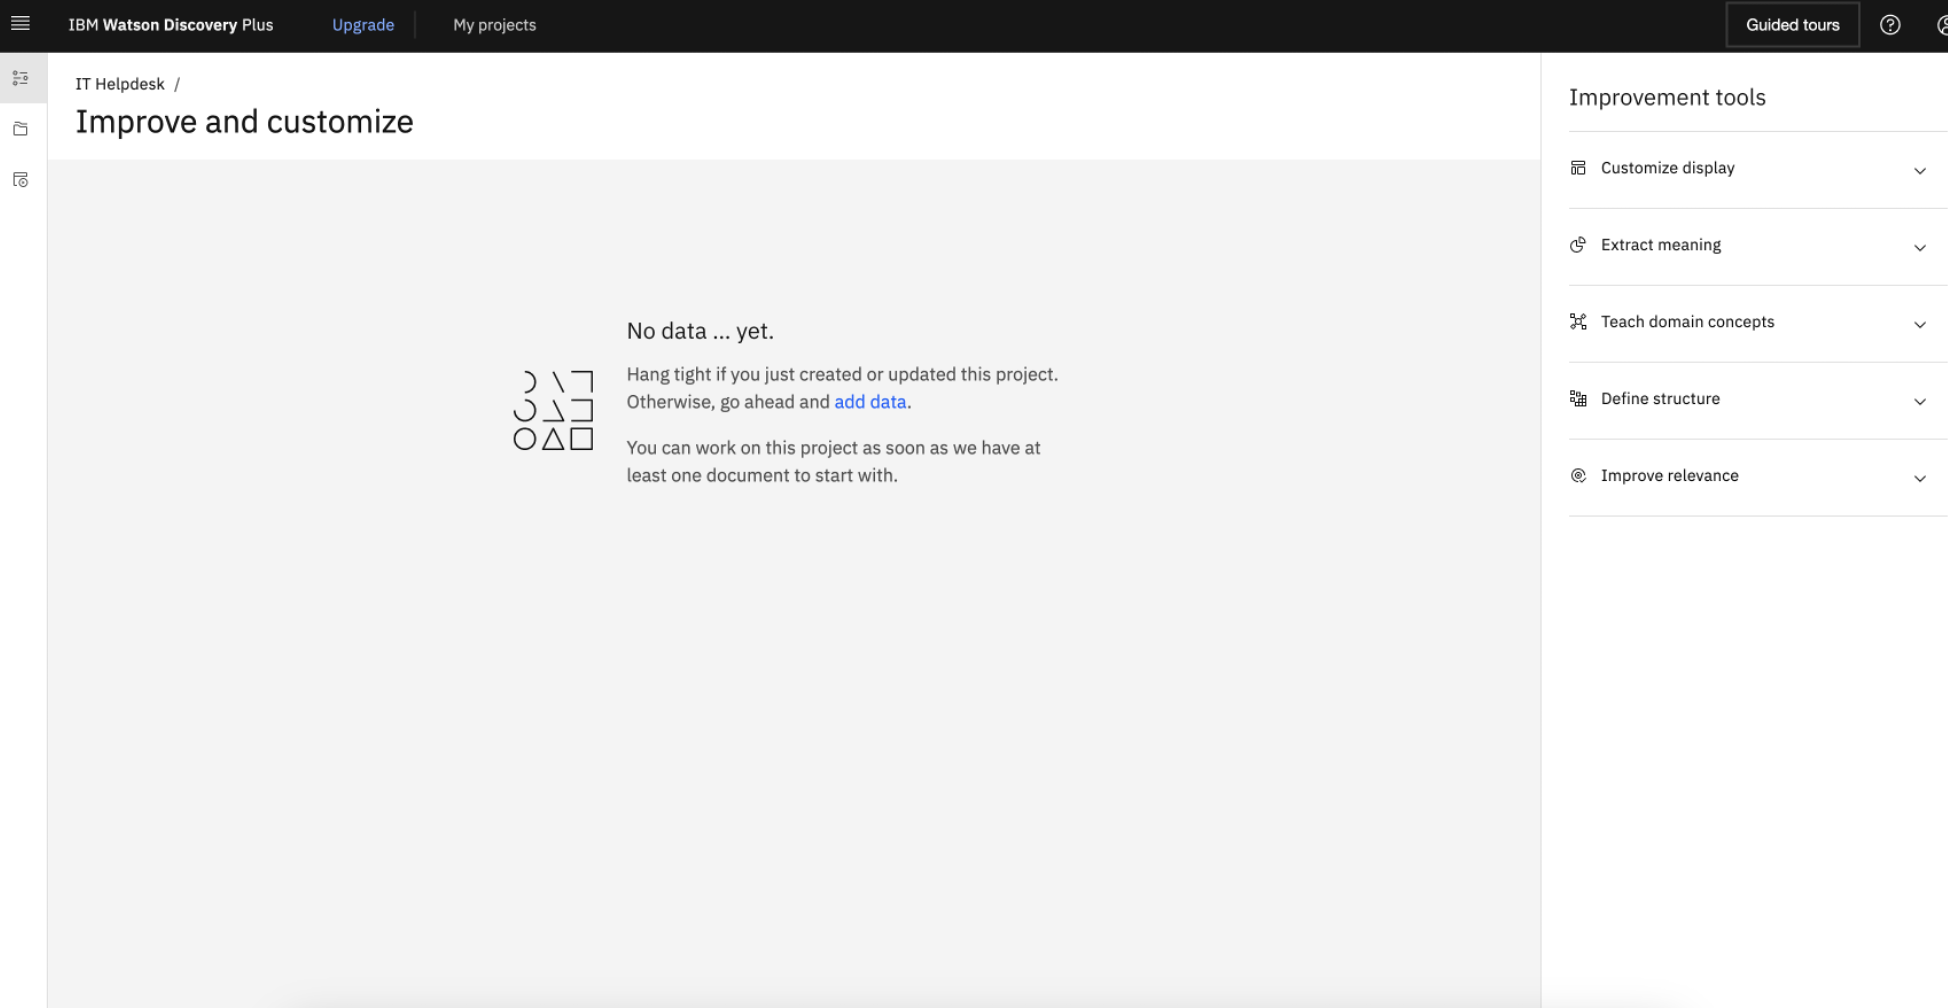 IBM Watson Discovery Plus
Upgrade
My projects
Guided tours
IT Helpdesk /
Improve and customize
No data ... yet.
Hang tight if you just created or updated this project.
Otherwise, go ahead and add data.
You can work on this project as soon as we have at
least one document to start with.
Improvement tools
Customize display
Extract meaning
Teach domain concepts
Define structure
Improve relevance